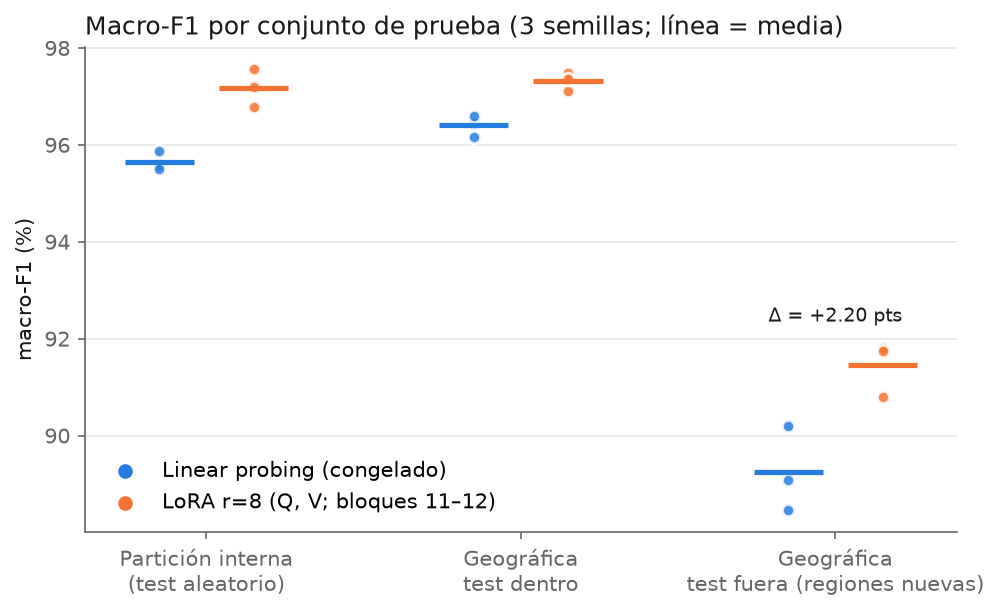 Macro-F1 por conjunto de prueba (3 semillas; línea = media)
macro-F1 (%)
98
96
94
92
90
Δ = +2.20 pts
Linear probing (congelado)
LoRA r=8 (Q, V; bloques 11–12)
Partición interna
(test aleatorio)
Geográfica
test dentro
Geográfica
test fuera (regiones nuevas)